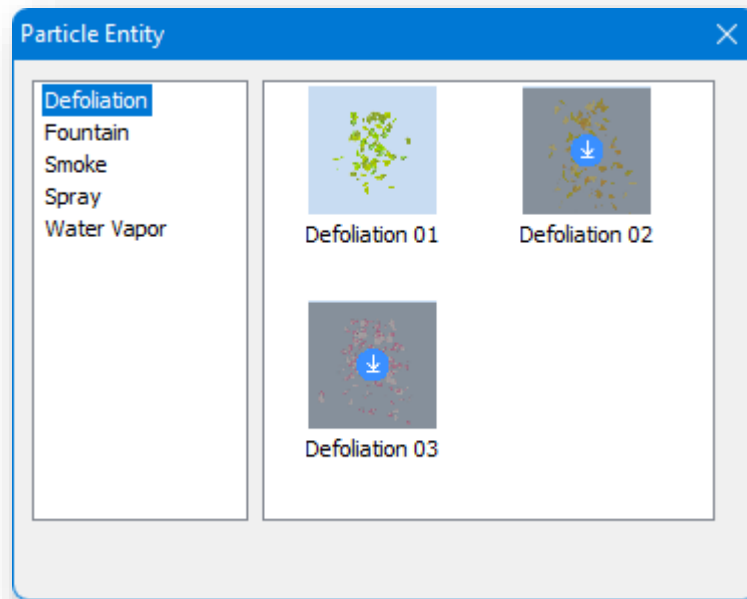 Particle Entity
Defoliation
Fountain
Smoke
Spray
Water Vapor
Defoliation 01
Defoliation 02
Defoliation 03